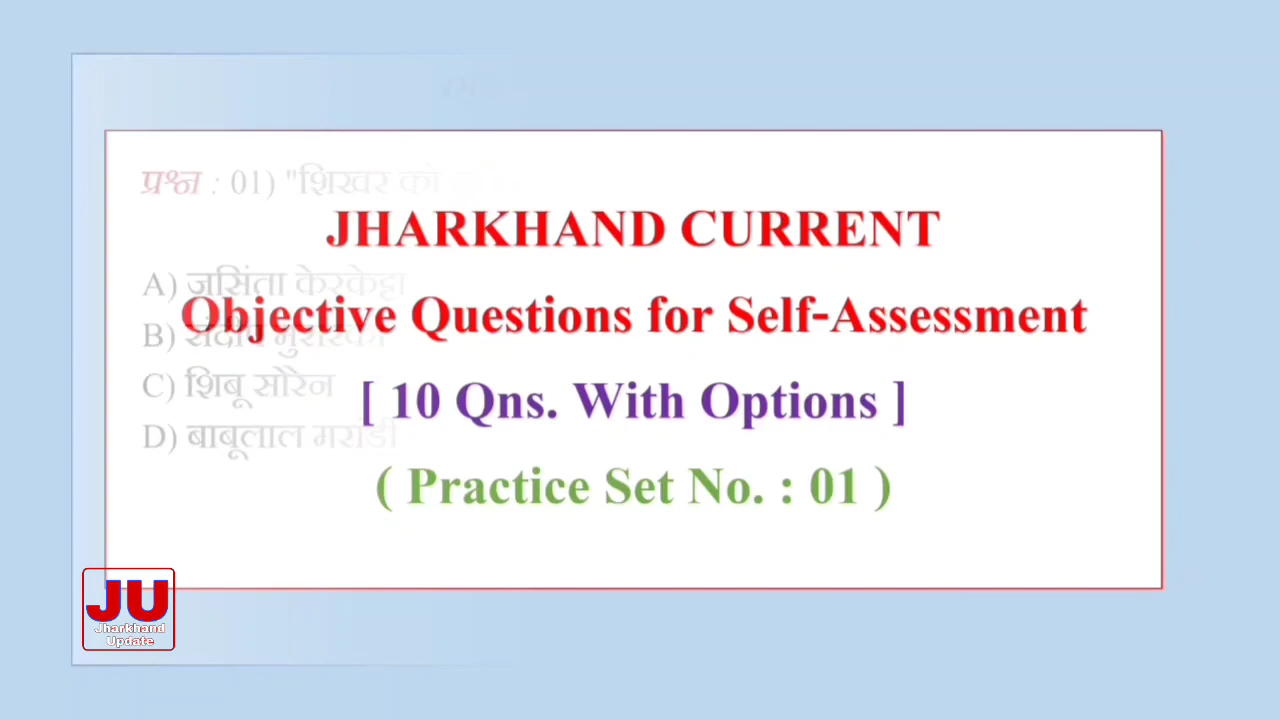 प्रश्न : 01) "शिखर को
JHARKHAND CURRENT
A) जसिंता केरकेट्टा
Objective Questions for Self-Assessment
B)
C) शिबू सोरेन
[ 10 Qns. With Options ]
D) बाबूलाल मरांडी
( Practice Set No. : 01 )
JU
Jharkhand
Update